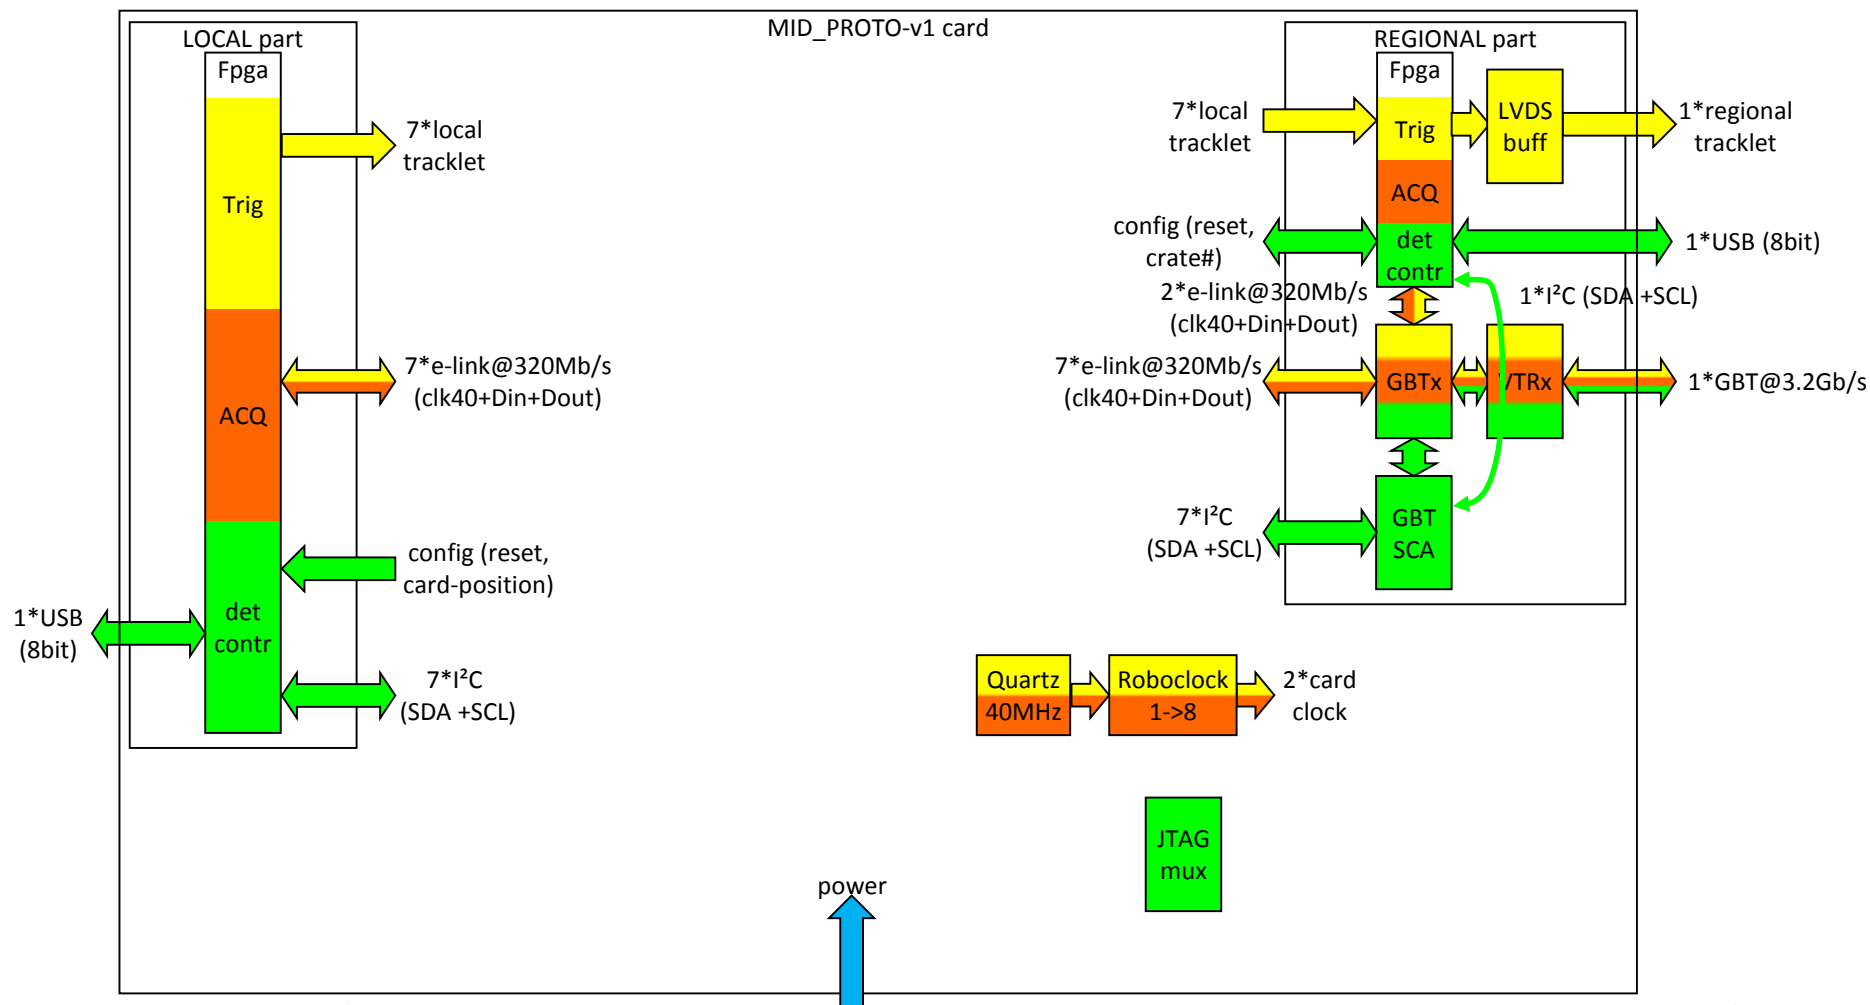 MID_PROTO-v1 card
LOCAL part
Fpga
Trig
ACQ
det
contr
7*local
tracklet
7*e-link@320Mb/s
(clk40+Din+Dout)
config (reset,
card-position)
1*USB
(8bit)
7*I²C
(SDA +SCL)
REGIONAL part
Fpga
Trig
ACQ
det
contr
LVDS
buff
7*local
tracklet
1*regional
tracklet
config (reset,
crate#)
1*USB (8bit)
2*e-link@320Mb/s
(clk40+Din+Dout)
1*I²C (SDA +SCL)
7*e-link@320Mb/s
(clk40+Din+Dout)
GBTx
VTRx
1*GBT@3.2Gb/s
7*I²C
(SDA +SCL)
GBT
SCA
Quartz
40MHz
Roboclock
1->8
2*card
clock
JTAG
mux
power